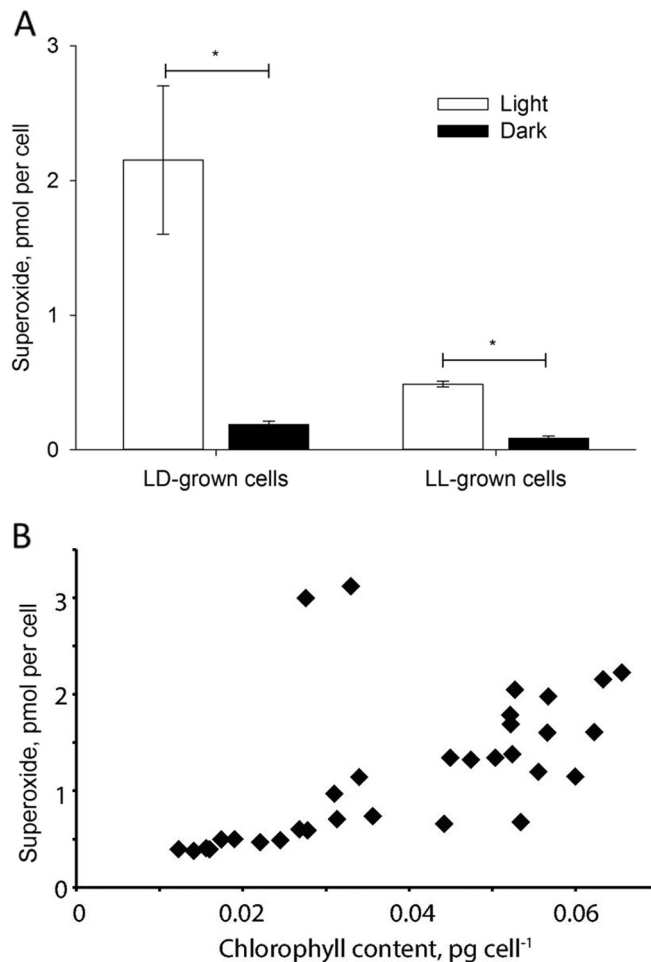 A
3
2
1
0
Superoxide, pmol per cell
*
*
Light
Dark
LD-grown cells
LL-grown cells
B
3
2
1
0
Superoxide, pmol per cell
0
0.02
0.04
0.06
Chlorophyll content, pg cell⁻¹